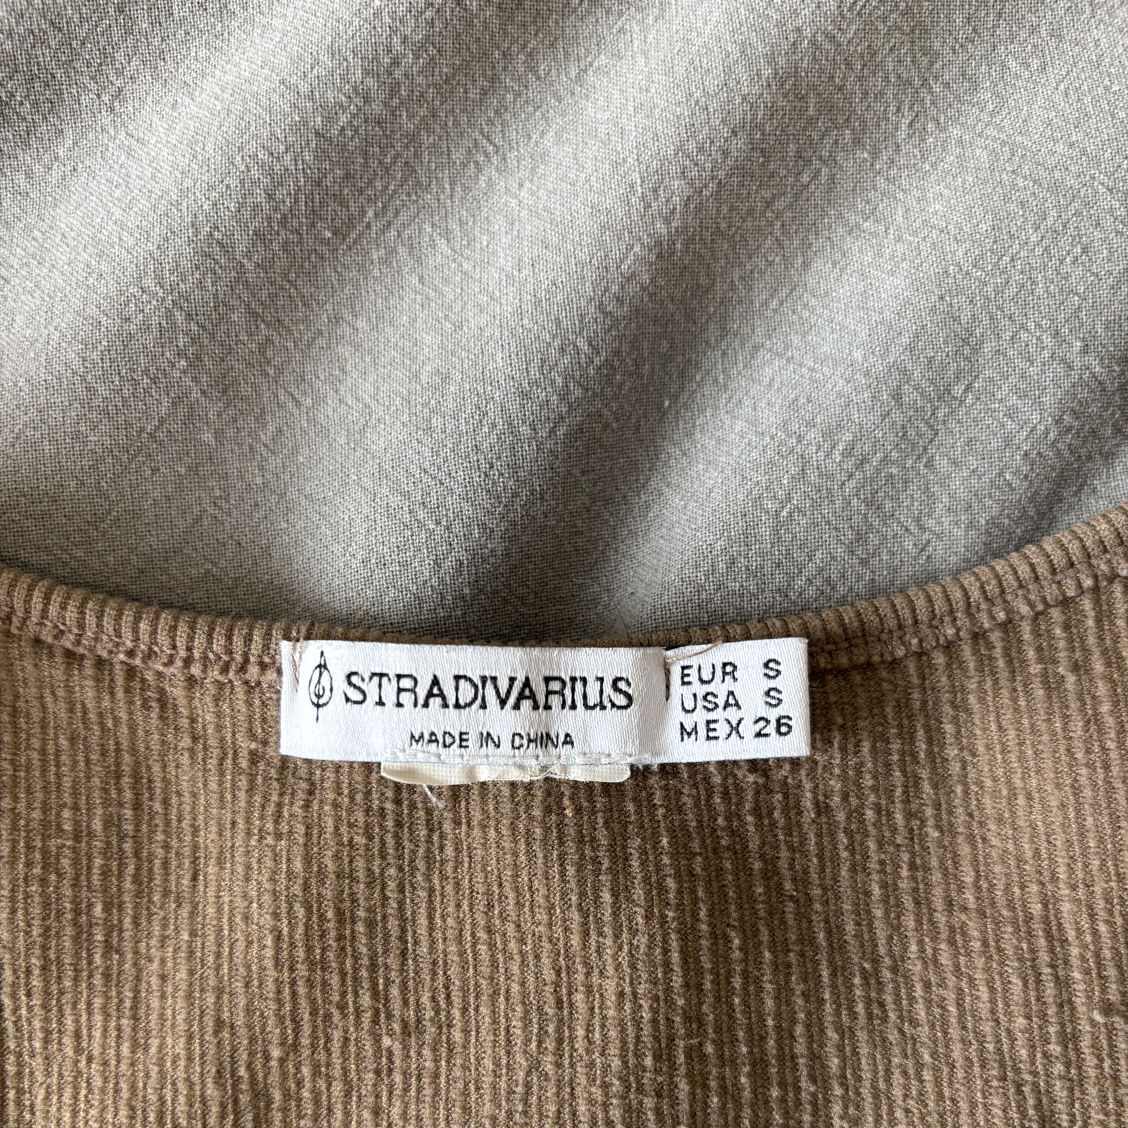 STRADIVARIUS
MADE IN CHINA
EUR S
USA S
MEX 26